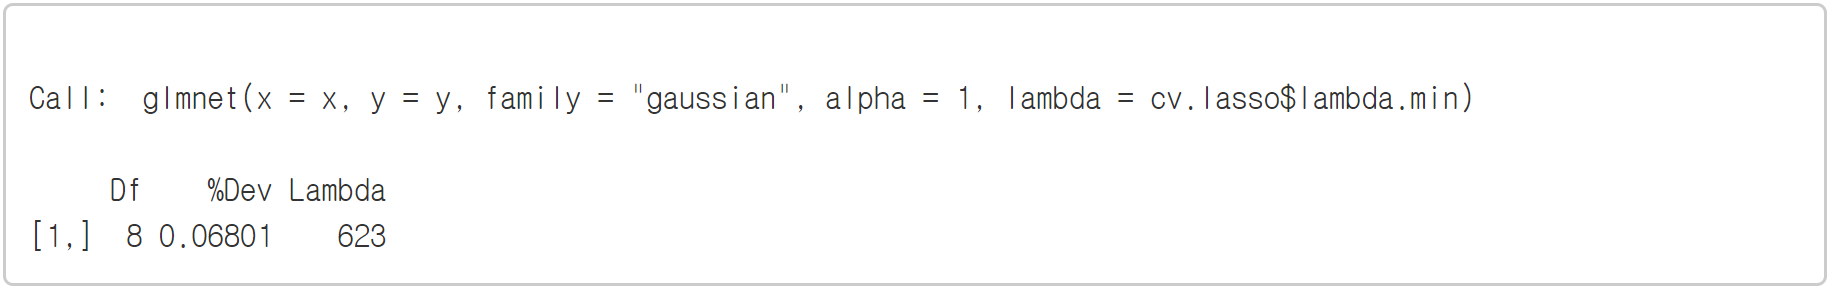 Call:  glmnet(x = x, y = y, family = "gaussian", alpha = 1, lambda = cv.lasso$lambda.min)
     Df    %Dev Lambda
[1,]  8 0.06801    623